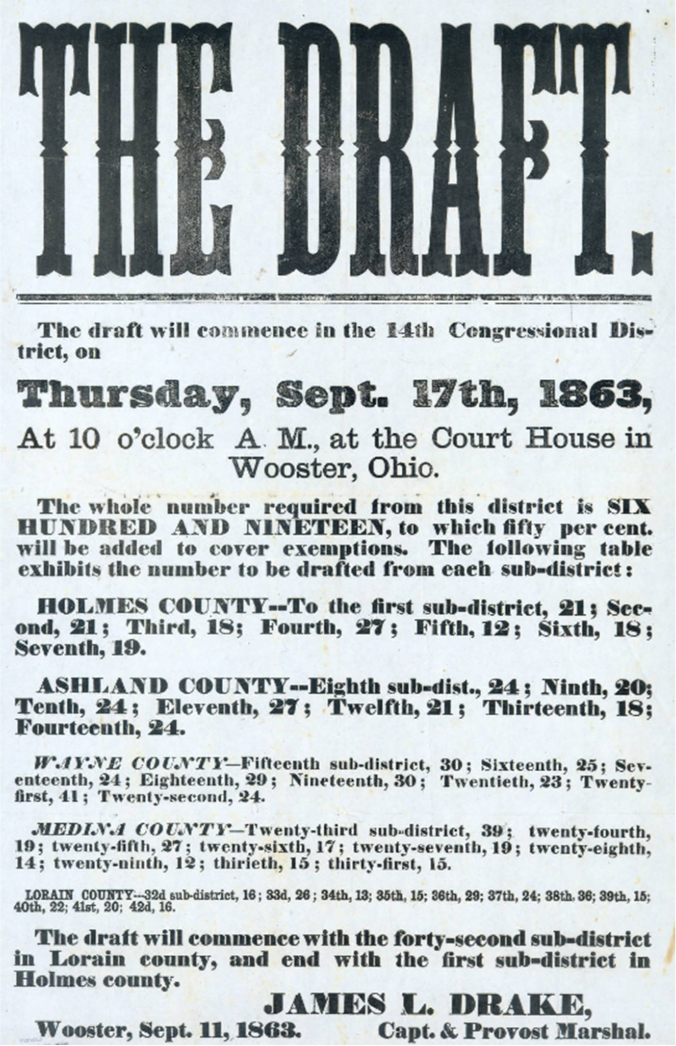 THE DRAFT.
The draft will commence in the 14th Congressional Dis-
trict, on
Thursday, Sept. 17th, 1863,
At 10 o'clock A. M., at the Court House in
Wooster, Ohio.
The whole number required from this district is SIX
HUNDRED AND NINETEEN, to which fifty per cent.
will be added to cover exemptions. The following table
exhibits the number to be drafted from each sub-district:
HOLMES COUNTY--To the first sub-district, 21; Sec-
ond, 21; Third, 18; Fourth, 27; Fifth, 12; Sixth, 18;
Seventh, 19.
ASHLAND COUNTY--Eighth sub-dist., 24; Ninth, 20;
Tenth, 24; Eleventh, 27; Twelfth, 21; Thirteenth, 18;
Fourteenth, 24.
WAYNE COUNTY—Fifteenth sub-district, 30; Sixteenth, 25; Sev-
enteenth, 24; Eighteenth, 29; Nineteenth, 30; Twentieth, 23; Twenty-
first, 41; Twenty-second, 24.
MEDINA COUNTY—Twenty-third sub-district, 39; twenty-fourth,
19; twenty-fifth, 27; twenty-sixth, 17; twenty-seventh, 19; twenty-eighth,
14; twenty-ninth, 12; thirieth, 15; thirty-first, 15.
LORAIN COUNTY--32d sub-district, 16; 33d, 26; 34th, 13; 35th, 15; 36th, 29; 37th, 24; 38th, 36; 39th, 15;
40th, 22; 41st, 20; 42d, 16.
The draft will commence with the forty-second sub-district
in Lorain county, and end with the first sub-district in
Holmes county.
JAMES L. DRAKE,
Wooster, Sept. 11, 1863. Capt. & Provost Marshal.